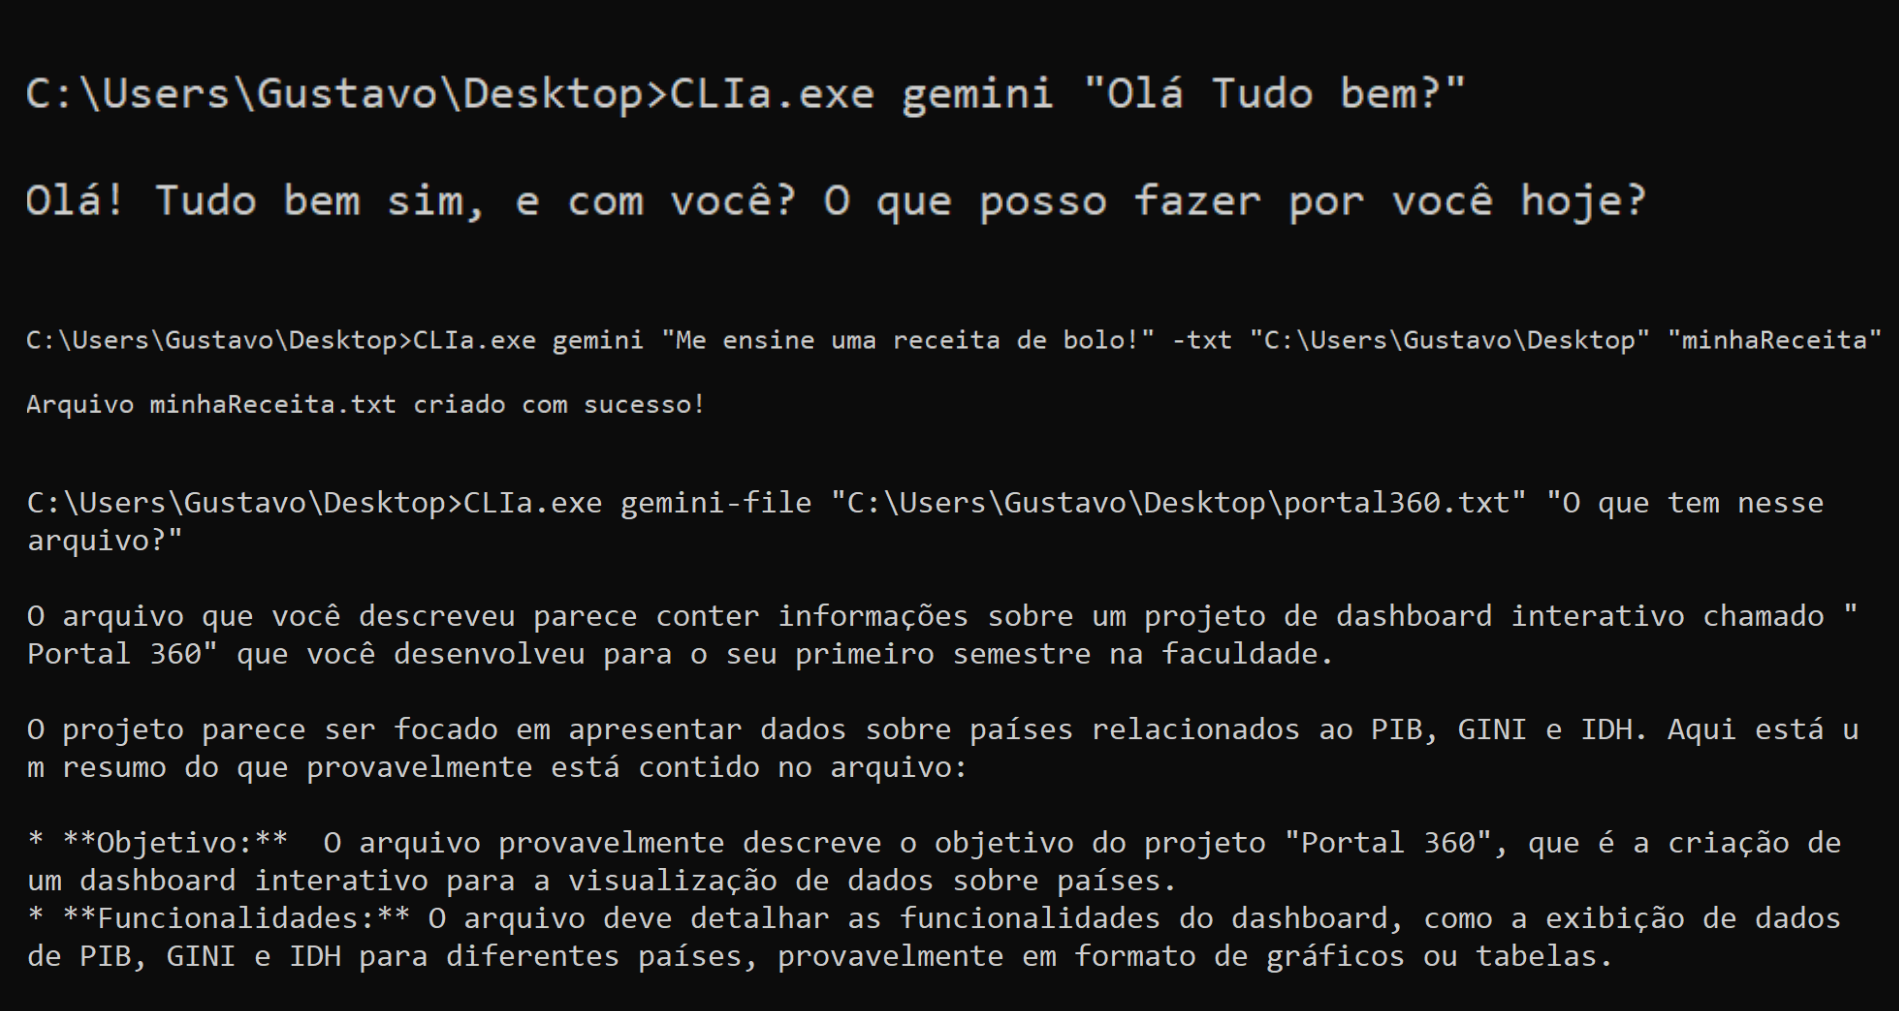 C:\Users\Gustavo\Desktop>CLIa.exe gemini "Olá Tudo bem?"
Olá! Tudo bem sim, e com você? O que posso fazer por você hoje?
C:\Users\Gustavo\Desktop>CLIa.exe gemini "Me ensine uma receita de bolo!" -txt "C:\Users\Gustavo\Desktop" "minhaReceita"
Arquivo minhaReceita.txt criado com sucesso!
C:\Users\Gustavo\Desktop>CLIa.exe gemini-file "C:\Users\Gustavo\Desktop\portal360.txt" "O que tem nesse
arquivo?"
O arquivo que você descreveu parece conter informações sobre um projeto de dashboard interativo chamado "
Portal 360" que você desenvolveu para o seu primeiro semestre na faculdade.
O projeto parece ser focado em apresentar dados sobre países relacionados ao PIB, GINI e IDH. Aqui está u
m resumo do que provavelmente está contido no arquivo:
* **Objetivo:**  O arquivo provavelmente descreve o objetivo do projeto "Portal 360", que é a criação de
um dashboard interativo para a visualização de dados sobre países.
* **Funcionalidades:** O arquivo deve detalhar as funcionalidades do dashboard, como a exibição de dados
de PIB, GINI e IDH para diferentes países, provavelmente em formato de gráficos ou tabelas.